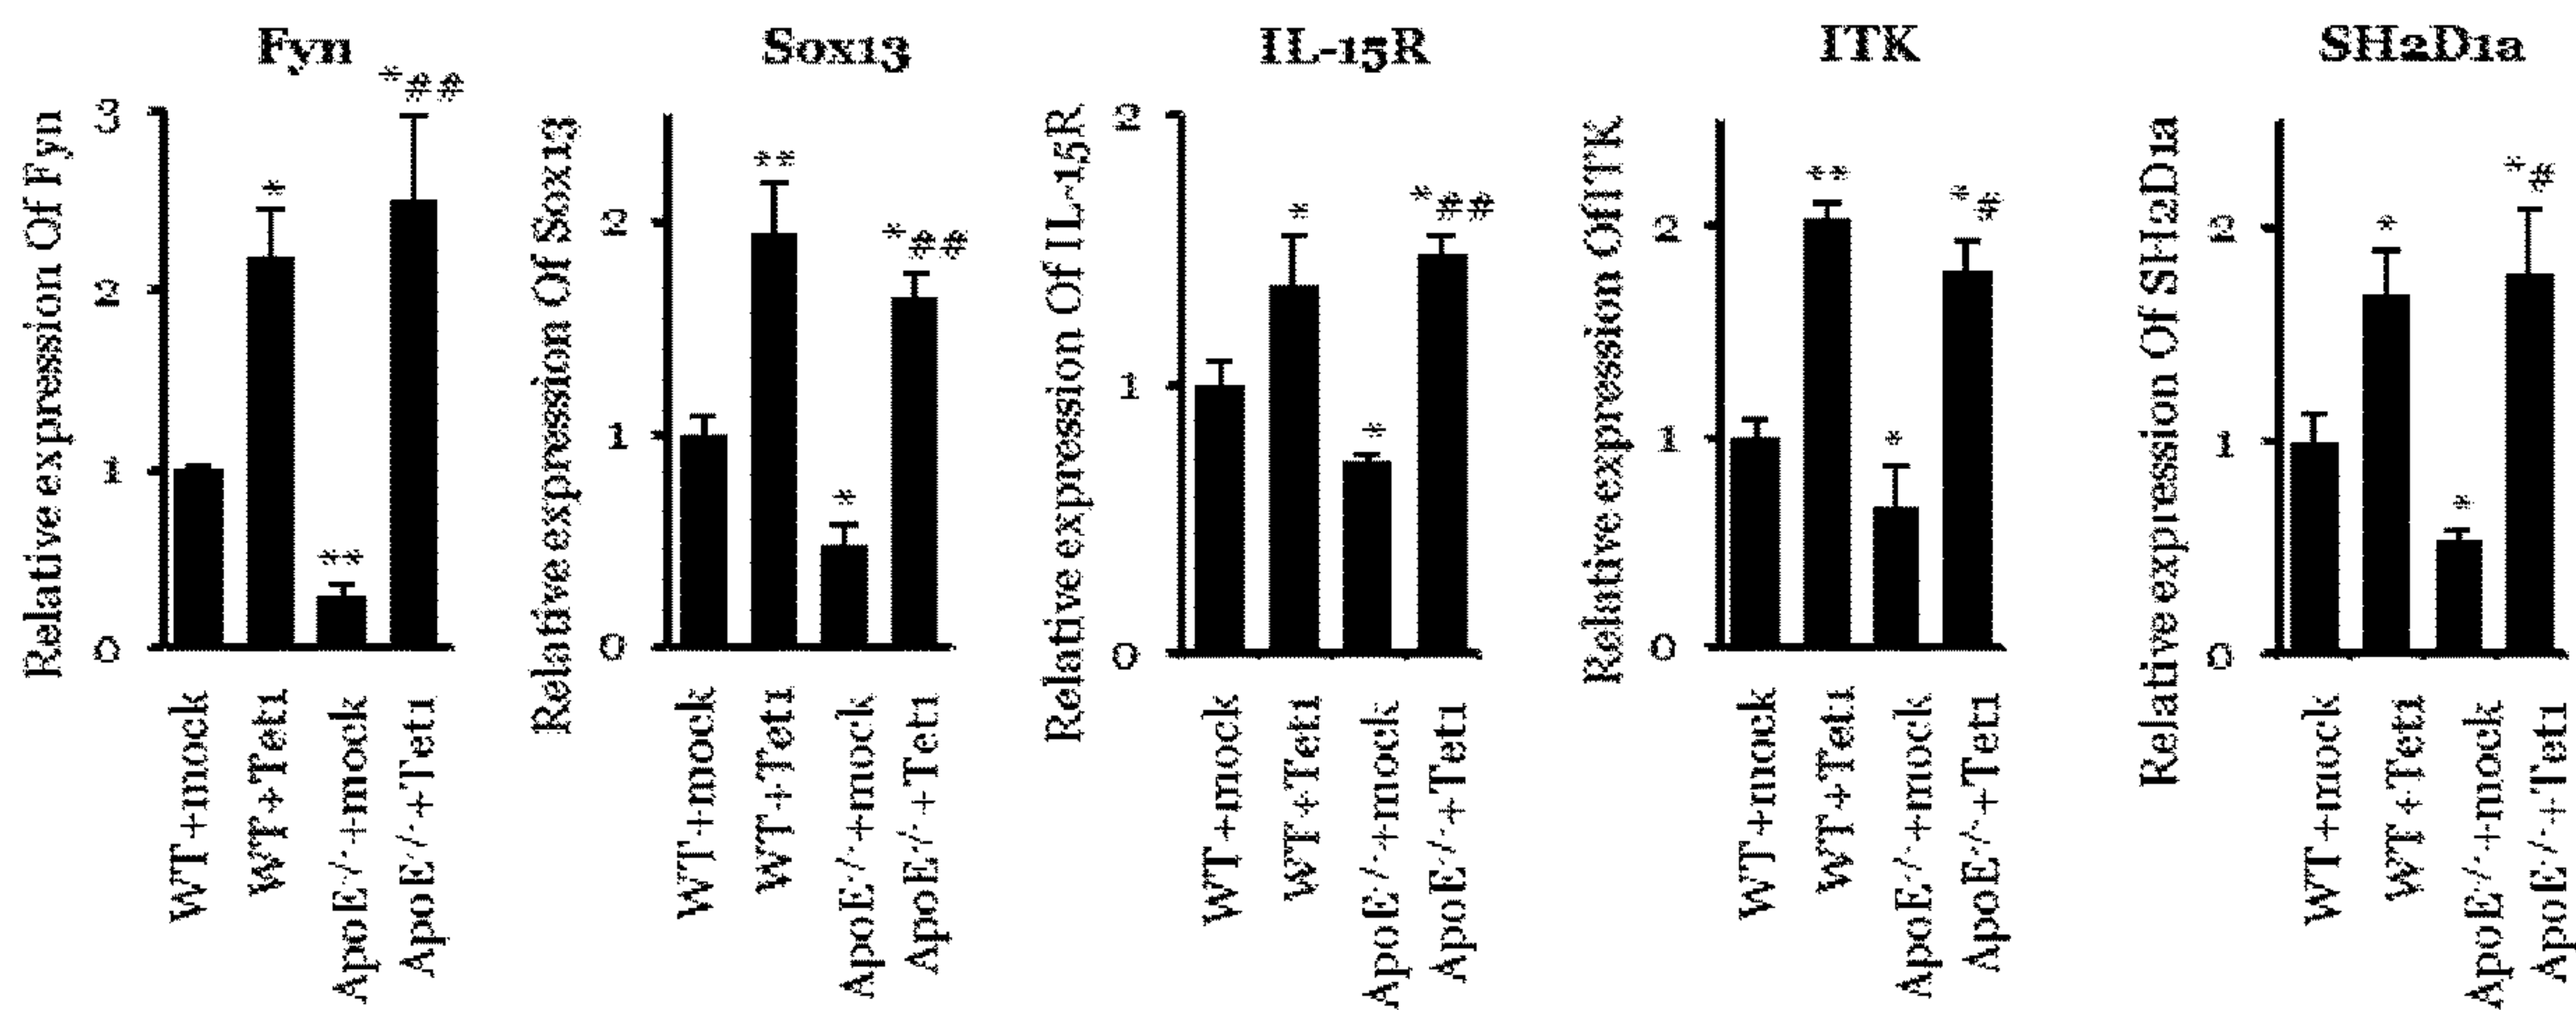 Fyn
Relative expression Of Fyn
*##
*
**
3
2
1
0
WT+mock
WT+Tet1
ApoE-/-+mock
ApoE-/-+Tet1
Sox13
Relative expression Of Sox13
**
*##
*
2
1
0
WT+mock
WT+Tet1
ApoE-/-+mock
ApoE-/-+Tet1
IL-15R
Relative expression Of IL-15R
*
*##
*
2
1
0
WT+mock
WT+Tet1
ApoE-/-+mock
ApoE-/-+Tet1
ITK
Relative expression OfITK
**
*#
*
2
1
0
WT+mock
WT+Tet1
ApoE-/-+mock
ApoE-/-+Tet1
SH2D1a
Relative expression Of SH2D1a
*#
*
*
2
1
0
WT+mock
WT+Tet1
ApoE-/-+mock
ApoE-/-+Tet1